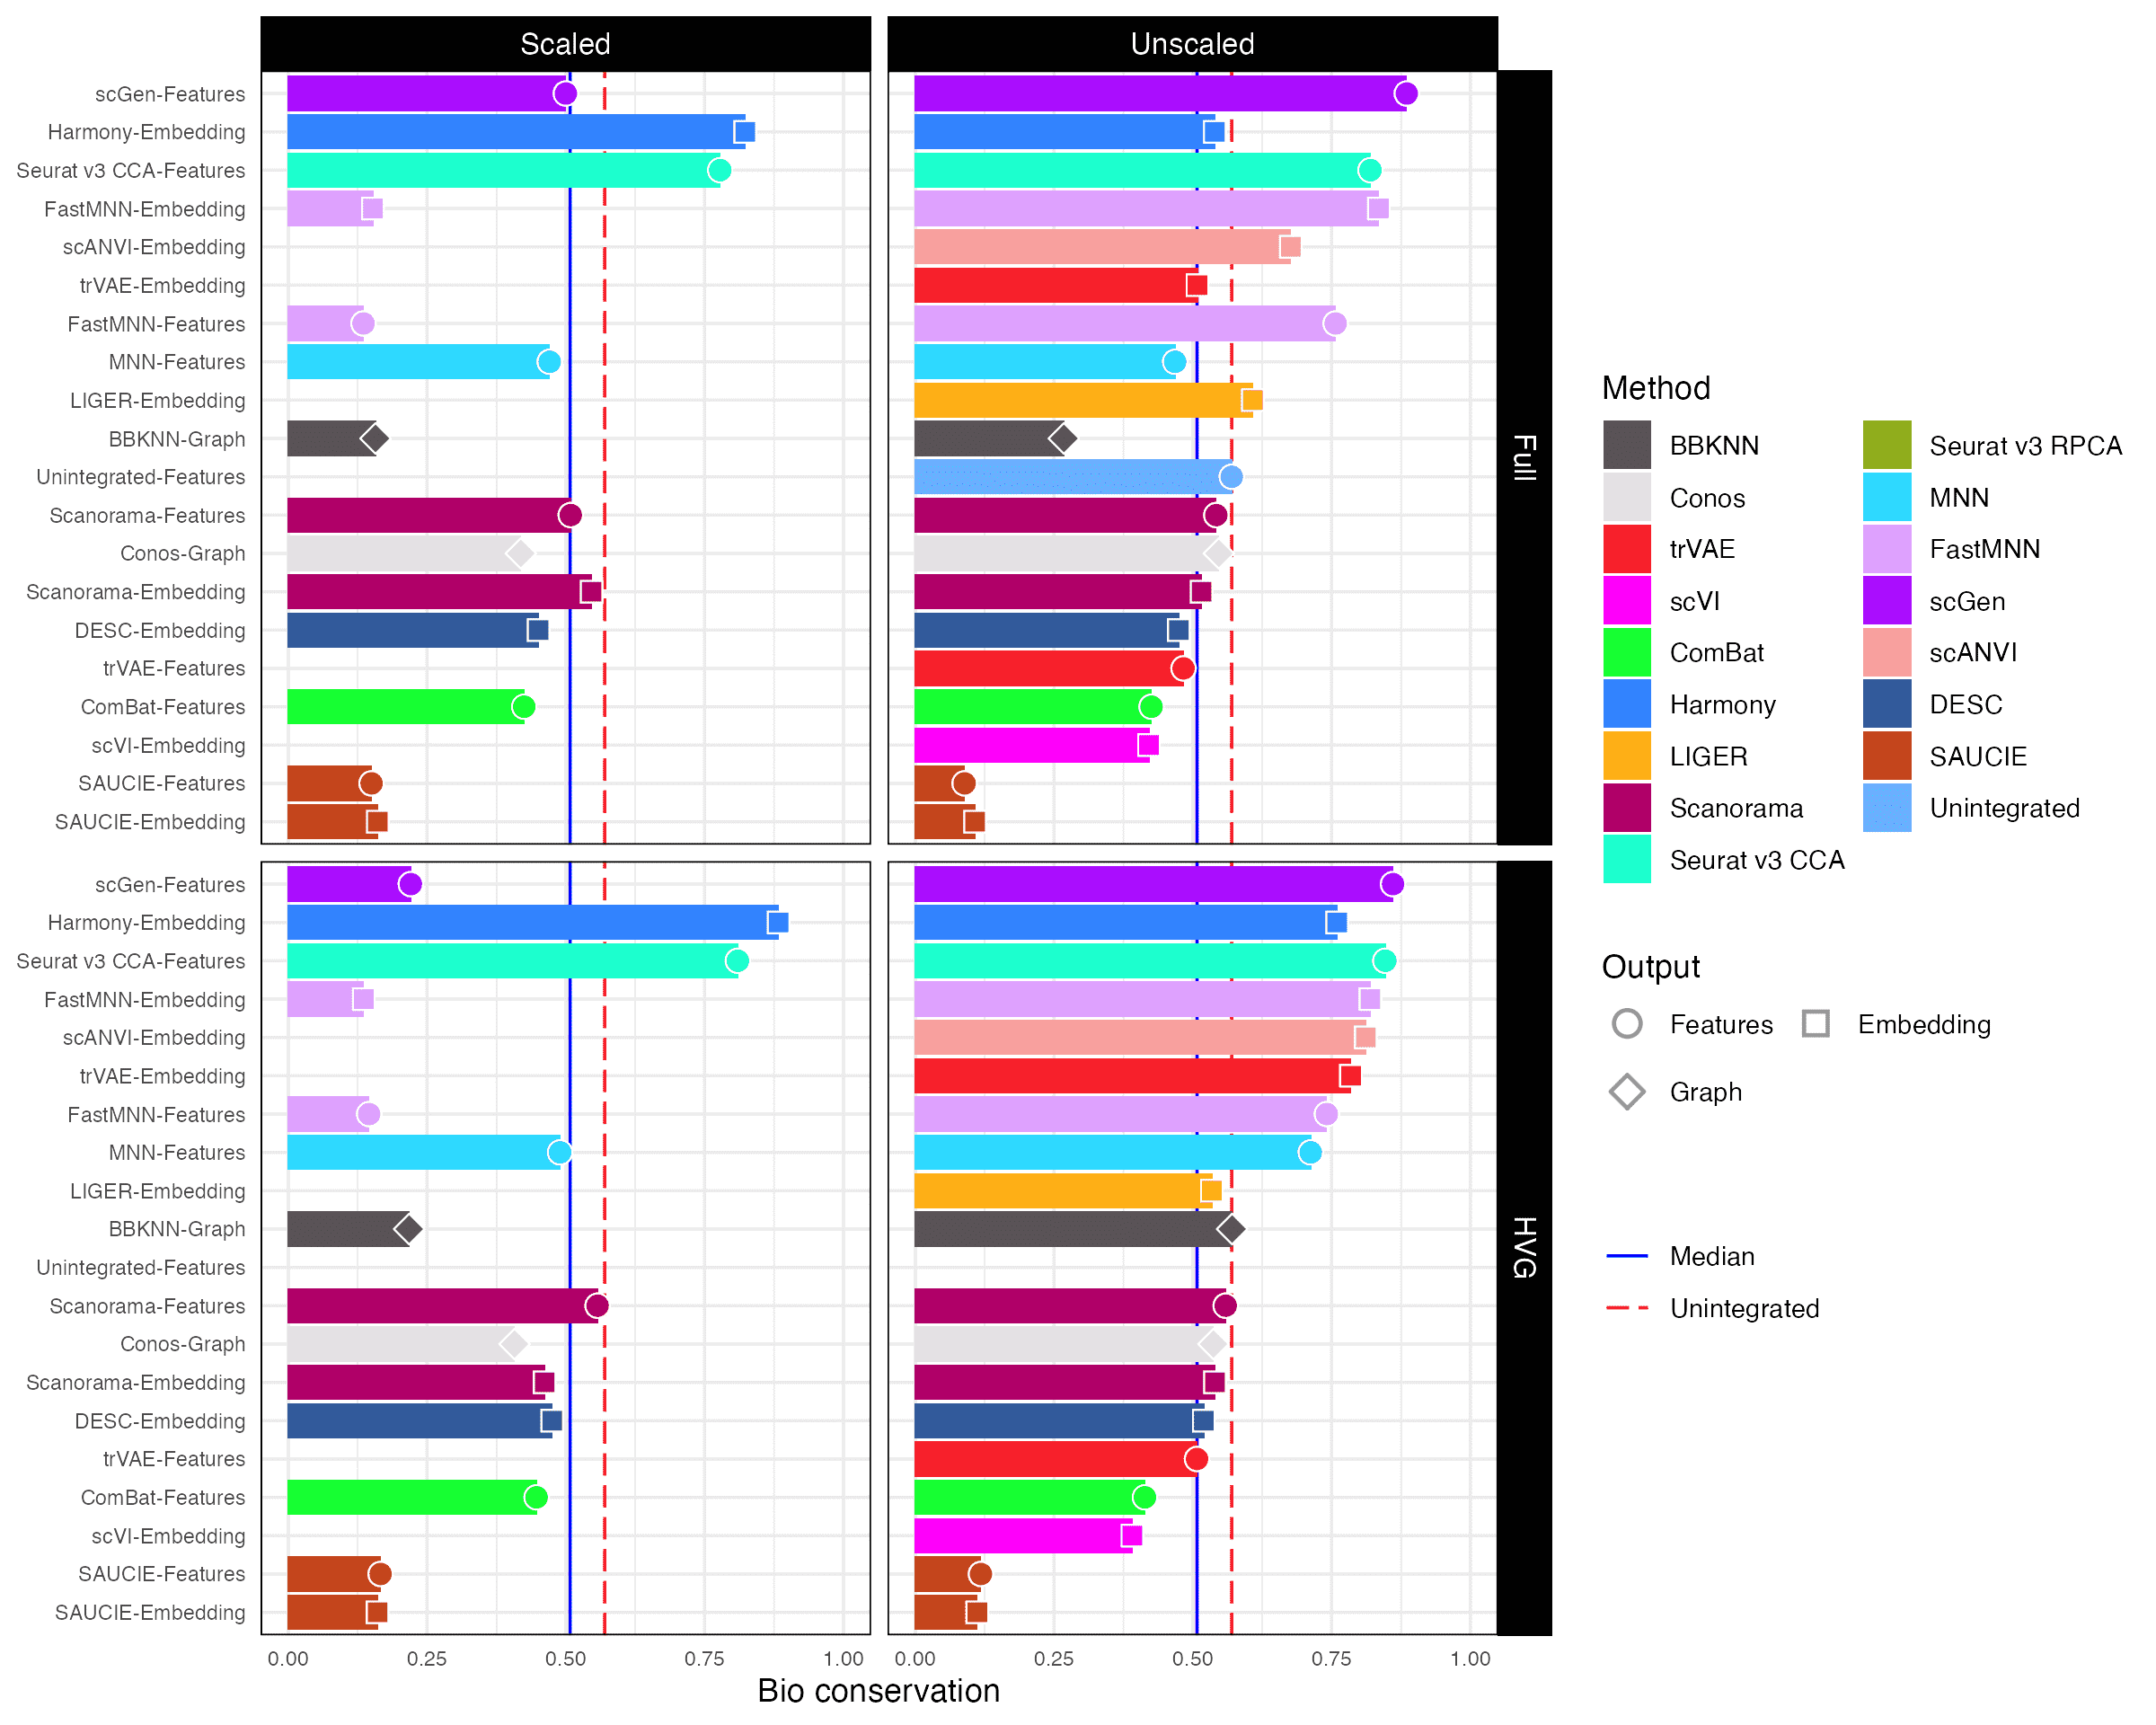 Scaled
Unscaled
scGen-Features
Harmony-Embedding
Seurat v3 CCA-Features
FastMNN-Embedding
scANVI-Embedding
trVAE-Embedding
FastMNN-Features
MNN-Features
LIGER-Embedding
BBKNN-Graph
Unintegrated-Features
Scanorama-Features
Conos-Graph
Scanorama-Embedding
DESC-Embedding
trVAE-Features
ComBat-Features
scVI-Embedding
SAUCIE-Features
SAUCIE-Embedding
Full
scGen-Features
Harmony-Embedding
Seurat v3 CCA-Features
FastMNN-Embedding
scANVI-Embedding
trVAE-Embedding
FastMNN-Features
MNN-Features
LIGER-Embedding
BBKNN-Graph
Unintegrated-Features
Scanorama-Features
Conos-Graph
Scanorama-Embedding
DESC-Embedding
trVAE-Features
ComBat-Features
scVI-Embedding
SAUCIE-Features
SAUCIE-Embedding
HVG
0.00 0.25 0.50 0.75 1.00
0.00 0.25 0.50 0.75 1.00
Bio conservation
Method
BBKNN
Conos
trVAE
scVI
ComBat
Harmony
LIGER
Scanorama
Seurat v3 CCA
Seurat v3 RPCA
MNN
FastMNN
scGen
scANVI
DESC
SAUCIE
Unintegrated
Output
Features
Embedding
Graph
Median
Unintegrated